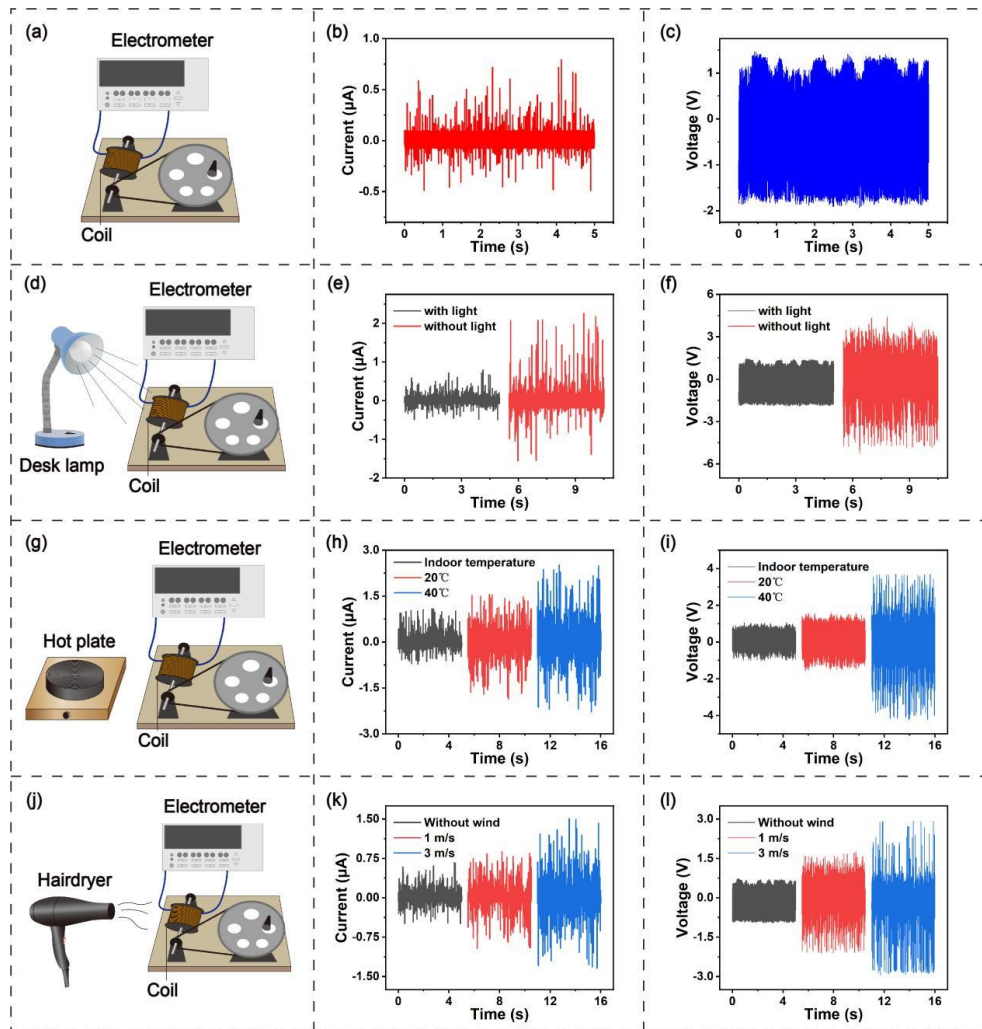 (a)
Electrometer
Coil
(b)
Current (μA)
1.0
0.5
0.0
-0.5
0 1 2 3 4 5
Time (s)
(c)
Voltage (V)
1
0
-1
-2
0 1 2 3 4 5
Time (s)
(d)
Electrometer
Desk lamp
Coil
(e)
with light
without light
Current (μA)
2
1
0
-1
-2
0 3 6 9
Time (s)
(f)
with light
without light
Voltage (V)
6
3
0
-3
-6
0 3 6 9
Time (s)
(g)
Electrometer
Hot plate
Coil
(h)
Indoor temperature
20℃
40℃
Current (μA)
3.0
1.5
0.0
-1.5
-3.0
0 4 8 12 16
Time (s)
(i)
Indoor temperature
20℃
40℃
Voltage (V)
4
2
0
-2
-4
0 4 8 12 16
Time (s)
(j)
Electrometer
Hairdryer
Coil
(k)
Without wind
1 m/s
3 m/s
Current (μA)
1.50
0.75
0.00
-0.75
-1.50
0 4 8 12 16
Time (s)
(l)
Without wind
1 m/s
3 m/s
Voltage (V)
3.0
1.5
0.0
-1.5
-3.0
0 4 8 12 16
Time (s)